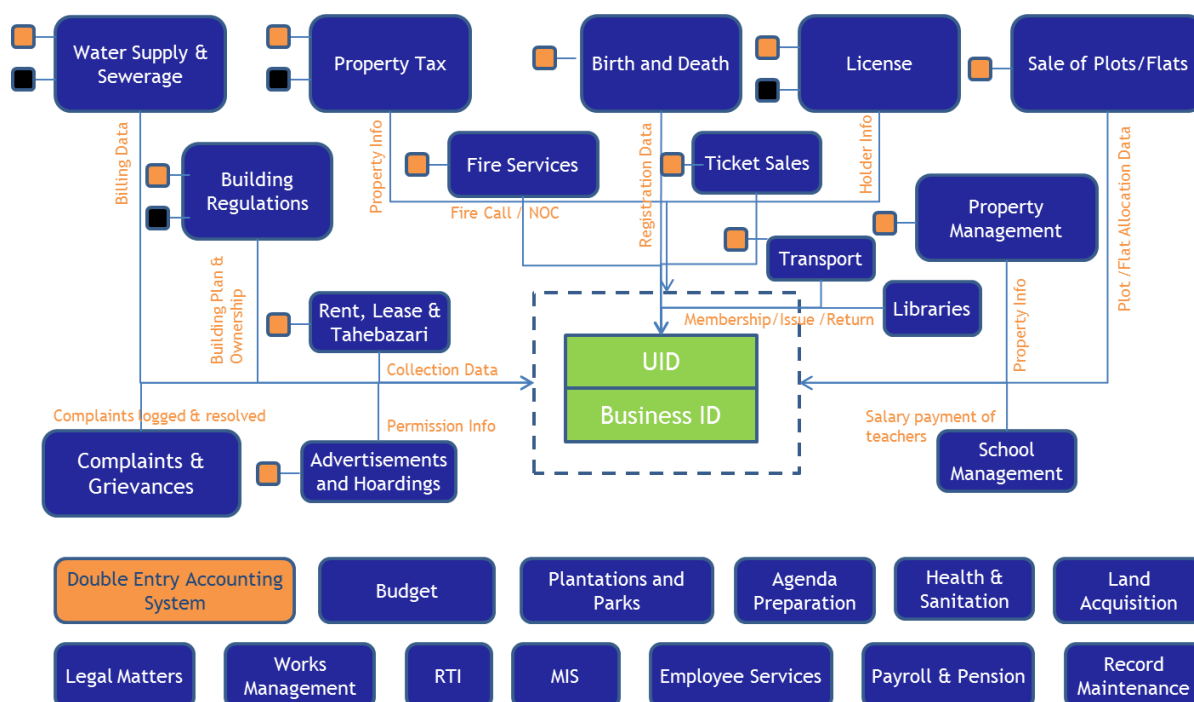 Water Supply &
Sewerage
Property Tax
Birth and Death
License
Sale of Plots/Flats
Billing Data
Property Info
Registration Data
Holder Info
Plot /Flat Allocation Data
Building
Regulations
Fire Services
Ticket Sales
Fire Call / NOC
Property
Management
Transport
Building Plan &
Ownership
Rent, Lease &
Tahebazari
Membership/Issue /Return
Libraries
Property Info
Collection Data
UID
Business ID
Complaints logged & resolved
Permission Info
Salary payment of
teachers
Complaints &
Grievances
Advertisements
and Hoardings
School
Management
Double Entry Accounting
System
Budget
Plantations and
Parks
Agenda
Preparation
Health &
Sanitation
Land
Acquisition
Legal Matters
Works
Management
RTI
MIS
Employee Services
Payroll & Pension
Record
Maintenance